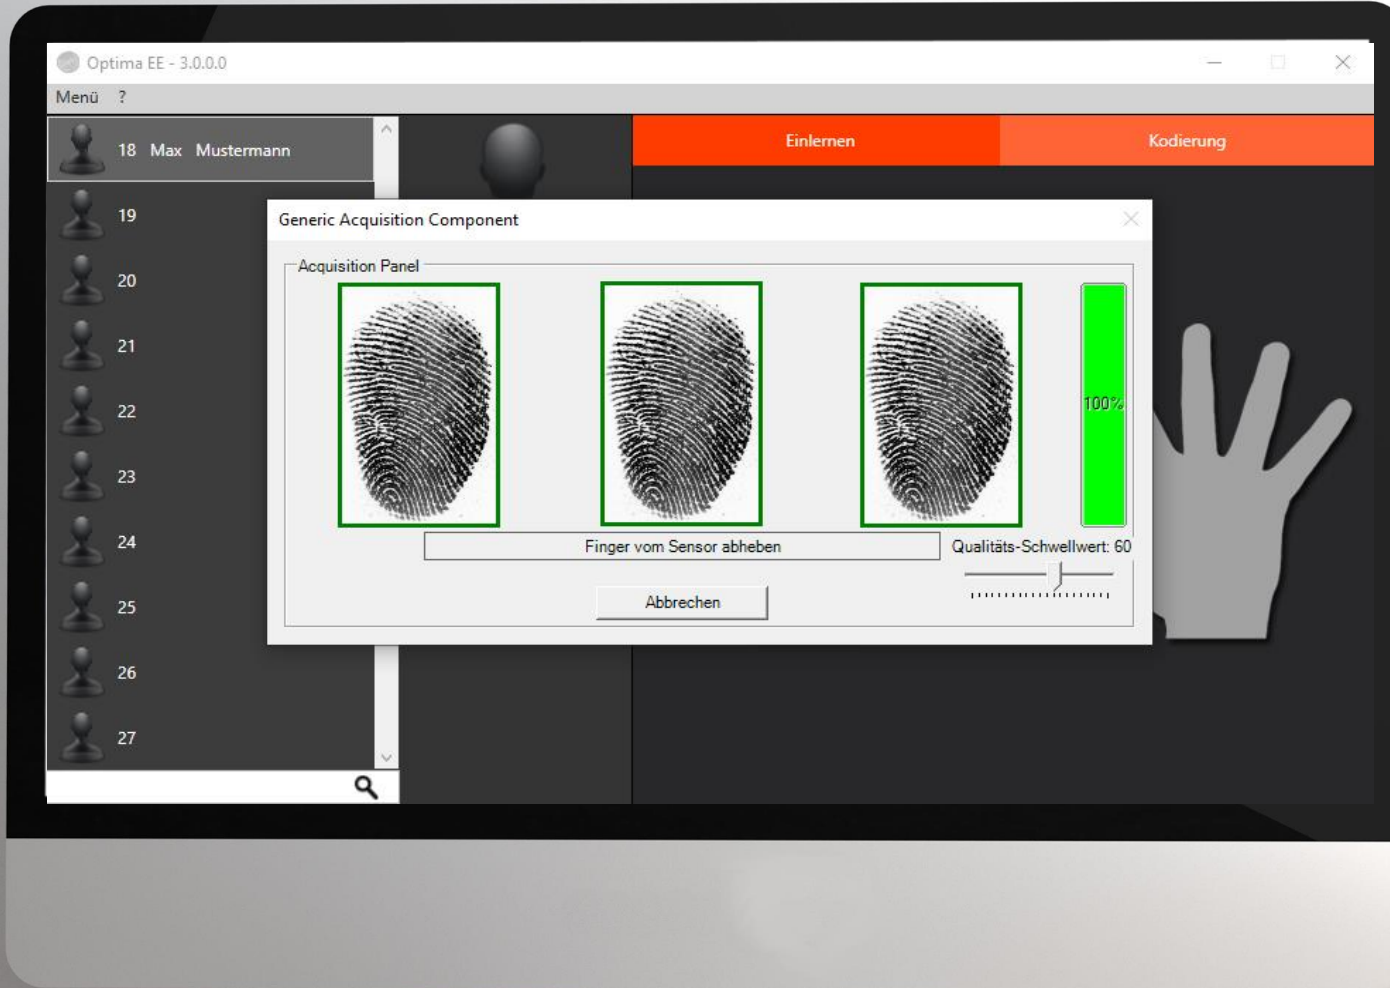 Optima EE - 3.0.0.0
Menü ?
18 Max Mustermann
19
20
21
22
23
24
25
26
27
Einlernen
Kodierung
Generic Acquisition Component
Acquisition Panel
100%
Finger vom Sensor abheben
Qualitäts-Schwellwert: 60
Abbrechen